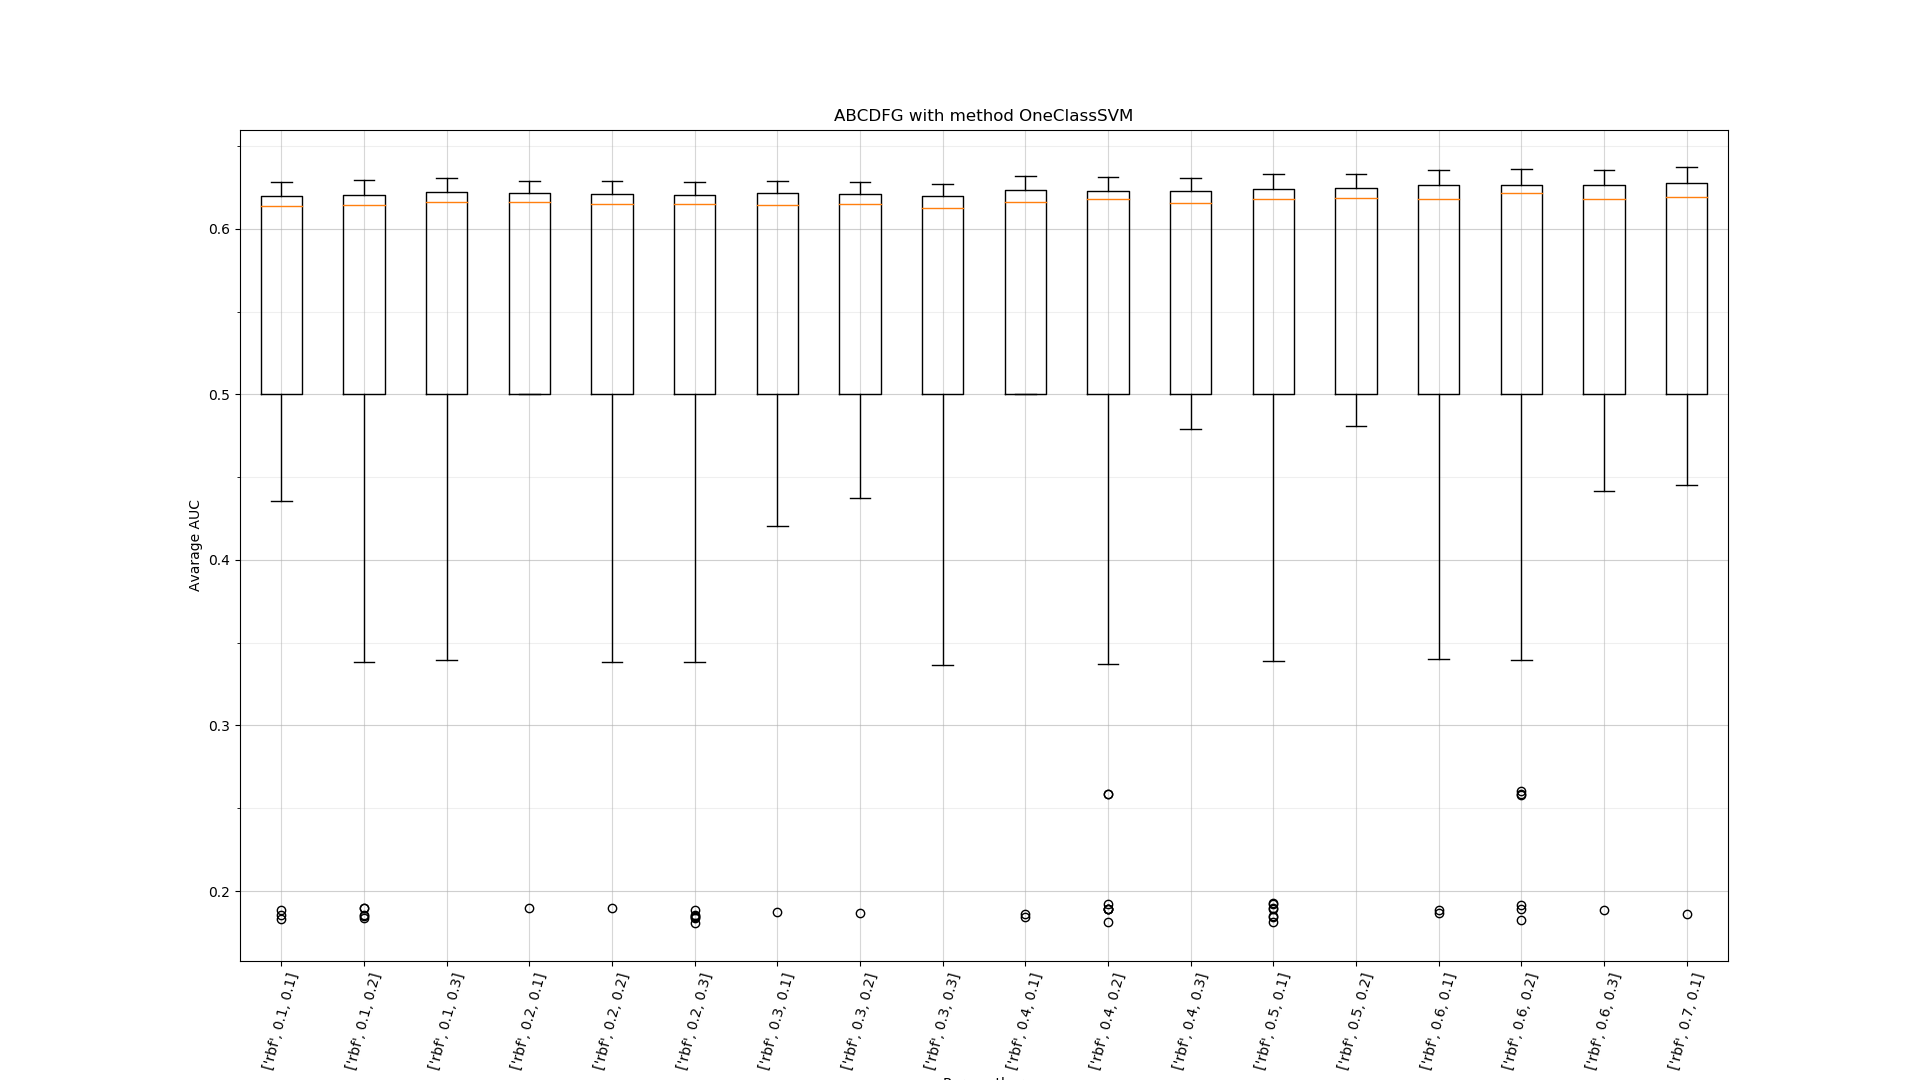 ABCDFG with method OneClassSVM
Avarage AUC
0.6
0.5
0.4
0.3
0.2
['rbf', 0.1, 0.1]
['rbf', 0.1, 0.2]
['rbf', 0.1, 0.3]
['rbf', 0.2, 0.1]
['rbf', 0.2, 0.2]
['rbf', 0.2, 0.3]
['rbf', 0.3, 0.1]
['rbf', 0.3, 0.2]
['rbf', 0.3, 0.3]
['rbf', 0.4, 0.1]
['rbf', 0.4, 0.2]
['rbf', 0.4, 0.3]
['rbf', 0.5, 0.1]
['rbf', 0.5, 0.2]
['rbf', 0.6, 0.1]
['rbf', 0.6, 0.2]
['rbf', 0.6, 0.3]
['rbf', 0.7, 0.1]